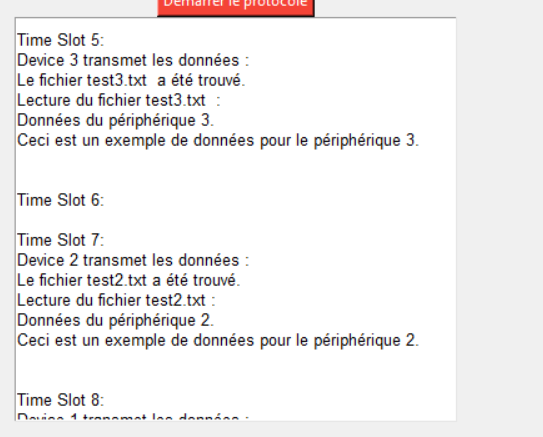 Démarrer le protocole
Time Slot 5:
Device 3 transmet les données :
Le fichier test3.txt  a été trouvé.
Lecture du fichier test3.txt  :
Données du périphérique 3.
Ceci est un exemple de données pour le périphérique 3.
Time Slot 6:
Time Slot 7:
Device 2 transmet les données :
Le fichier test2.txt a été trouvé.
Lecture du fichier test2.txt :
Données du périphérique 2.
Ceci est un exemple de données pour le périphérique 2.
Time Slot 8:
Device 1 transmet les données :